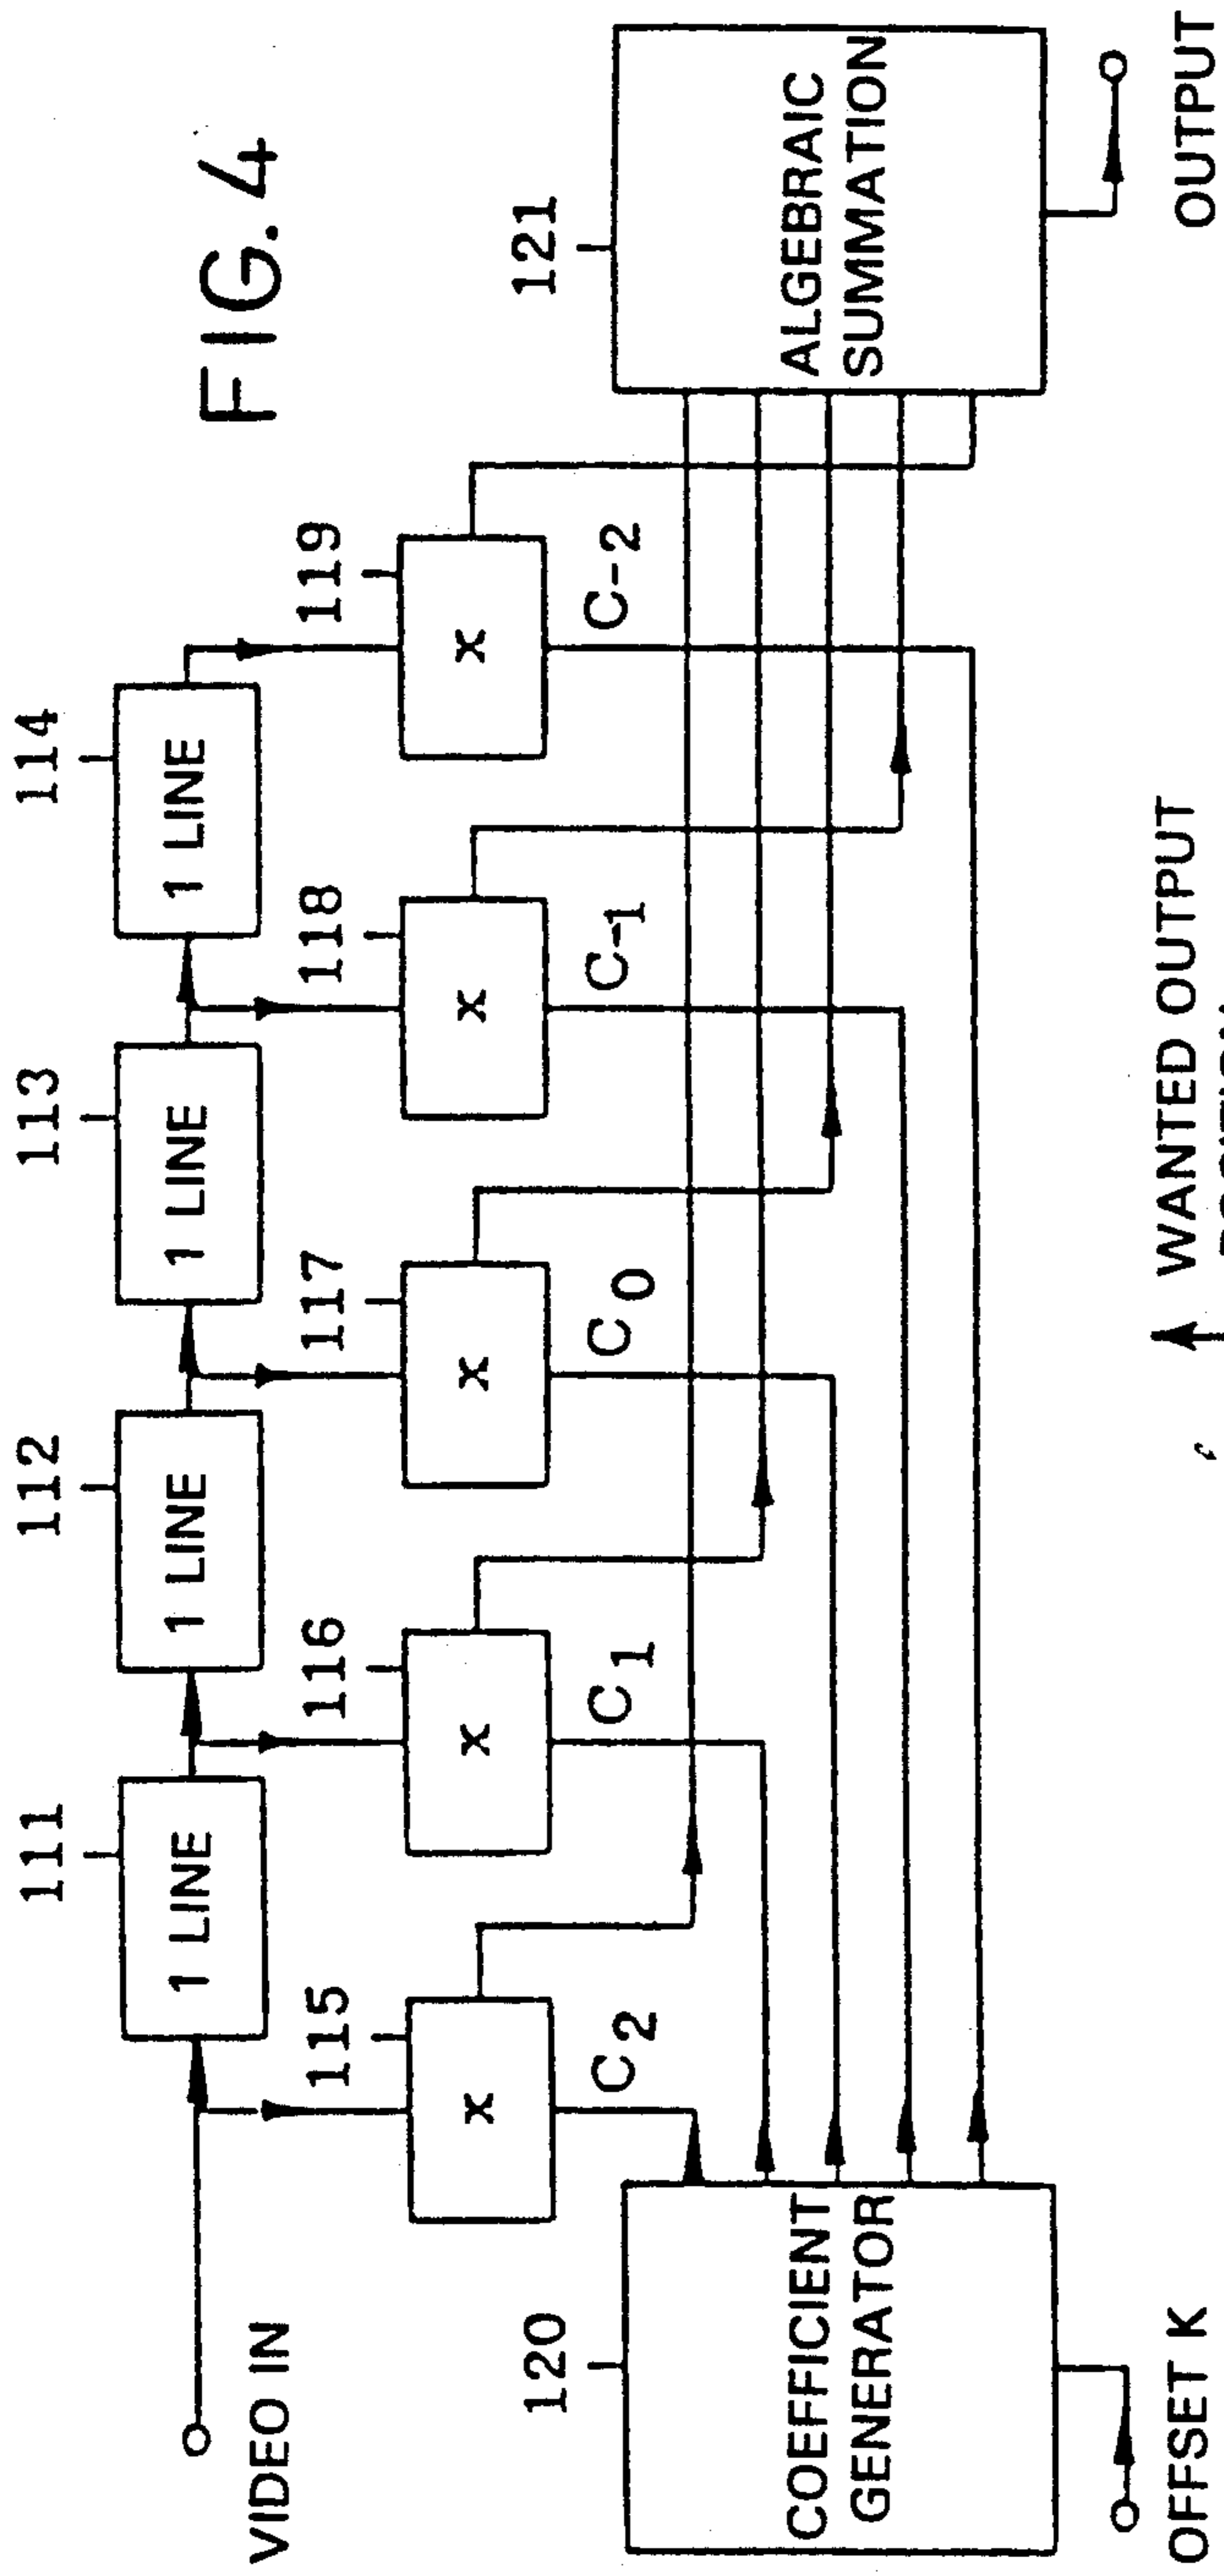 FIG. 4
111
112
113
114
1 LINE
1 LINE
1 LINE
1 LINE
VIDEO IN
115
116
117
118
119
X
X
X
X
X
C2
C1
C0
C-1
C-2
120
121
COEFFICIENT
GENERATOR
ALGEBRAIC
SUMMATION
OFFSET K
OUTPUT
WANTED OUTPUT